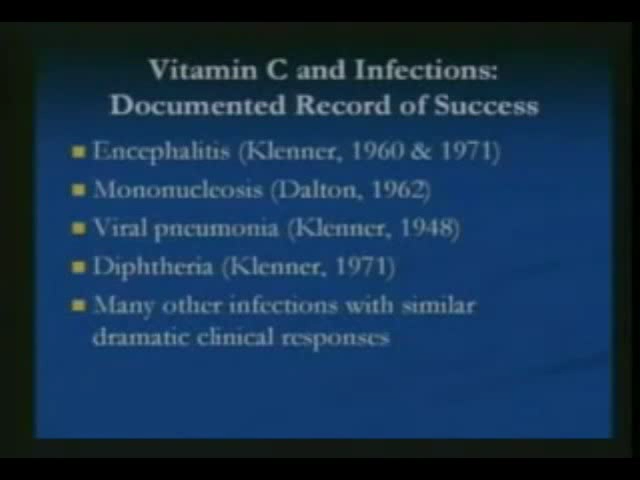 Vitamin C and Infections:
Documented Record of Success
Encephalitis (Klenner, 1960 & 1971)
Mononucleosis (Dalton, 1962)
Viral pneumonia (Klenner, 1948)
Diphtheria (Klenner, 1971)
Many other infections with similar
dramatic clinical responses